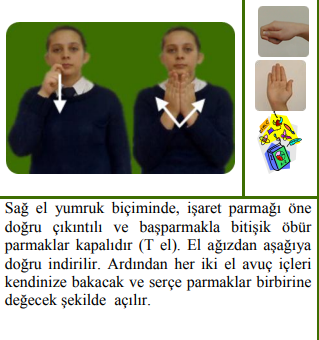 Sağ el yumruk biçiminde, işaret parmağı öne
doğru çıkıntılı ve başparmakla bitişik öbür
parmaklar kapalıdır (T el). El ağızdan aşağıya
doğru indirilir. Ardından her iki el avuç içleri
kendinize bakacak ve serçe parmaklar birbirine
değecek şekilde açılır.